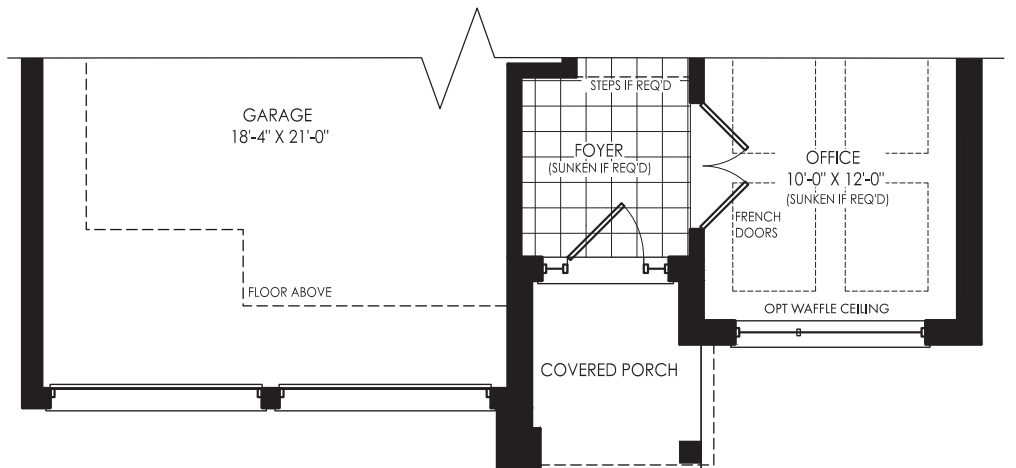 GARAGE
18'-4" X 21'-0"
FLOOR ABOVE
STEPS IF REQ'D
FOYER
(SUNKEN IF REQ'D)
OFFICE
10'-0" X 12'-0"
(SUNKEN IF REQ'D)
FRENCH
DOORS
OPT WAFFLE CEILING
COVERED PORCH